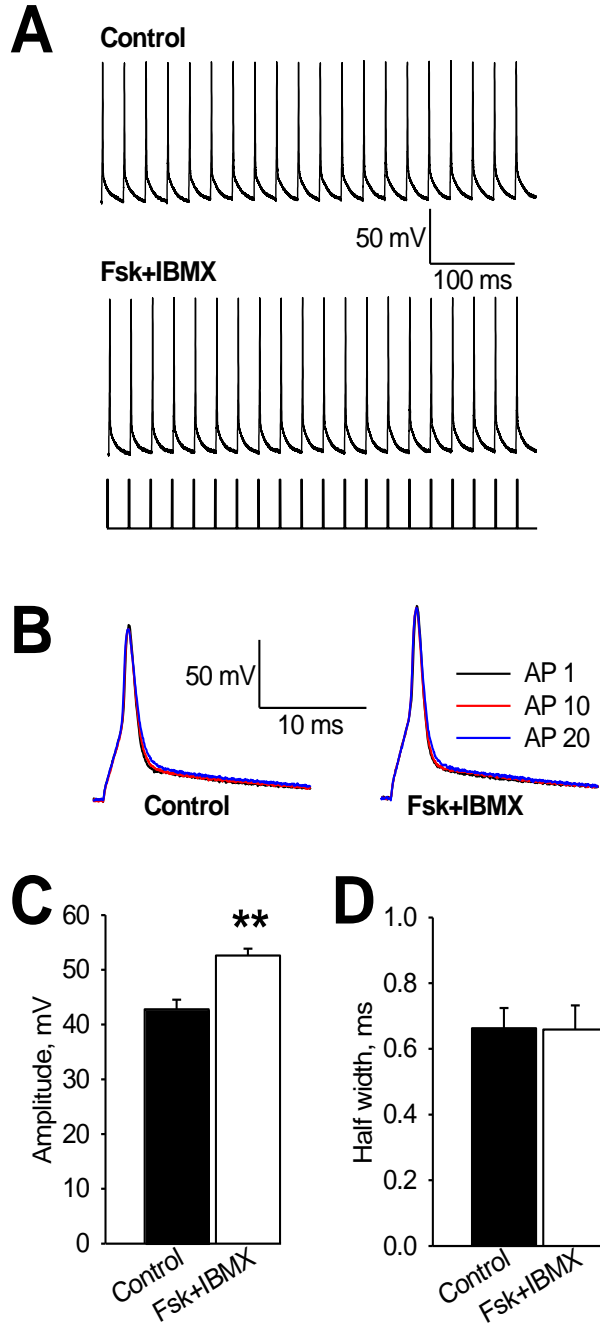 A
Control
50 mV
100 ms
Fsk+IBMX
B
50 mV
10 ms
AP 1
AP 10
AP 20
Control
Fsk+IBMX
C
**
Amplitude, mV
60
50
40
30
20
10
0
Control
Fsk+IBMX
D
Half width, ms
1.0
0.8
0.6
0.4
0.2
0.0
Control
Fsk+IBMX